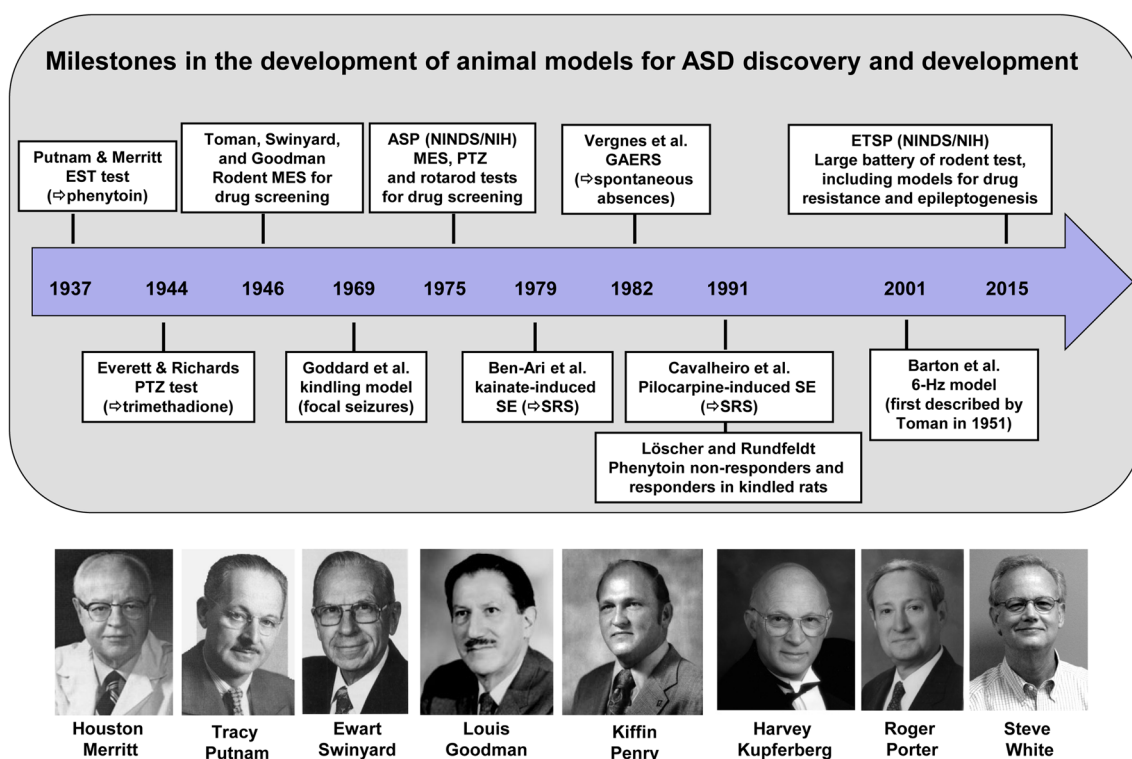 Milestones in the development of animal models for ASD discovery and development
Putnam & Merritt
EST test
(⇨phenytoin)
Toman, Swinyard,
and Goodman
Rodent MES for
drug screening
ASP (NINDS/NIH)
MES, PTZ
and rotarod tests
for drug screening
Vergnes et al.
GAERS
(⇨spontaneous
absences)
ETSP (NINDS/NIH)
Large battery of rodent test,
including models for drug
resistance and epileptogenesis
1937
1944
1946
1969
1975
1979
1982
1991
2001
2015
Everett & Richards
PTZ test
(⇨trimethadione)
Goddard et al.
kindling model
(focal seizures)
Ben-Ari et al.
kainate-induced
SE (⇨SRS)
Cavalheiro et al.
Pilocarpine-induced SE
(⇨SRS)
Löscher and Rundfeldt
Phenytoin non-responders and
responders in kindled rats
Barton et al.
6-Hz model
(first described by
Toman in 1951)
Houston
Merritt
Tracy
Putnam
Ewart
Swinyard
Louis
Goodman
Kiffin
Penry
Harvey
Kupferberg
Roger
Porter
Steve
White